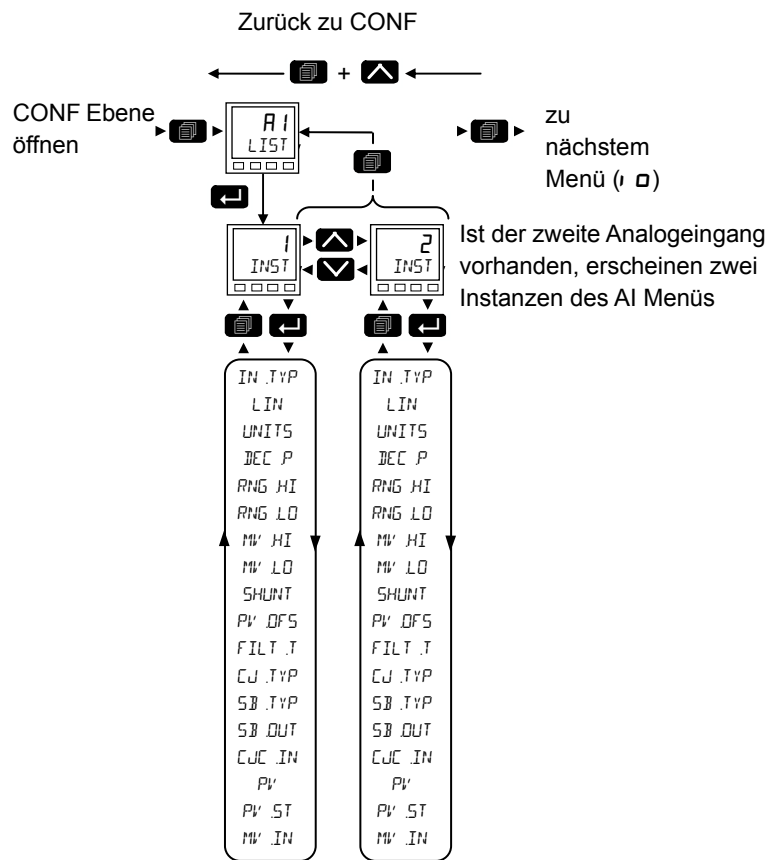 Zurück zu CONF
+
CONF Ebene
öffnen
AI
LIST
zu
nächstem
Menü (IO)
1
INST
2
INST
Ist der zweite Analogeingang
vorhanden, erscheinen zwei
Instanzen des AI Menüs
IN.TYP
LIN
UNITS
DEC.P
RNG.HI
RNG.LO
MV.HI
MV.LO
SHUNT
PV.OFS
FILT.T
CJ.TYP
SB.TYP
SB.OUT
CJC.IN
PV
PV.ST
MV.IN
IN.TYP
LIN
UNITS
DEC.P
RNG.HI
RNG.LO
MV.HI
MV.LO
SHUNT
PV.OFS
FILT.T
CJ.TYP
SB.TYP
SB.OUT
CJC.IN
PV
PV.ST
MV.IN